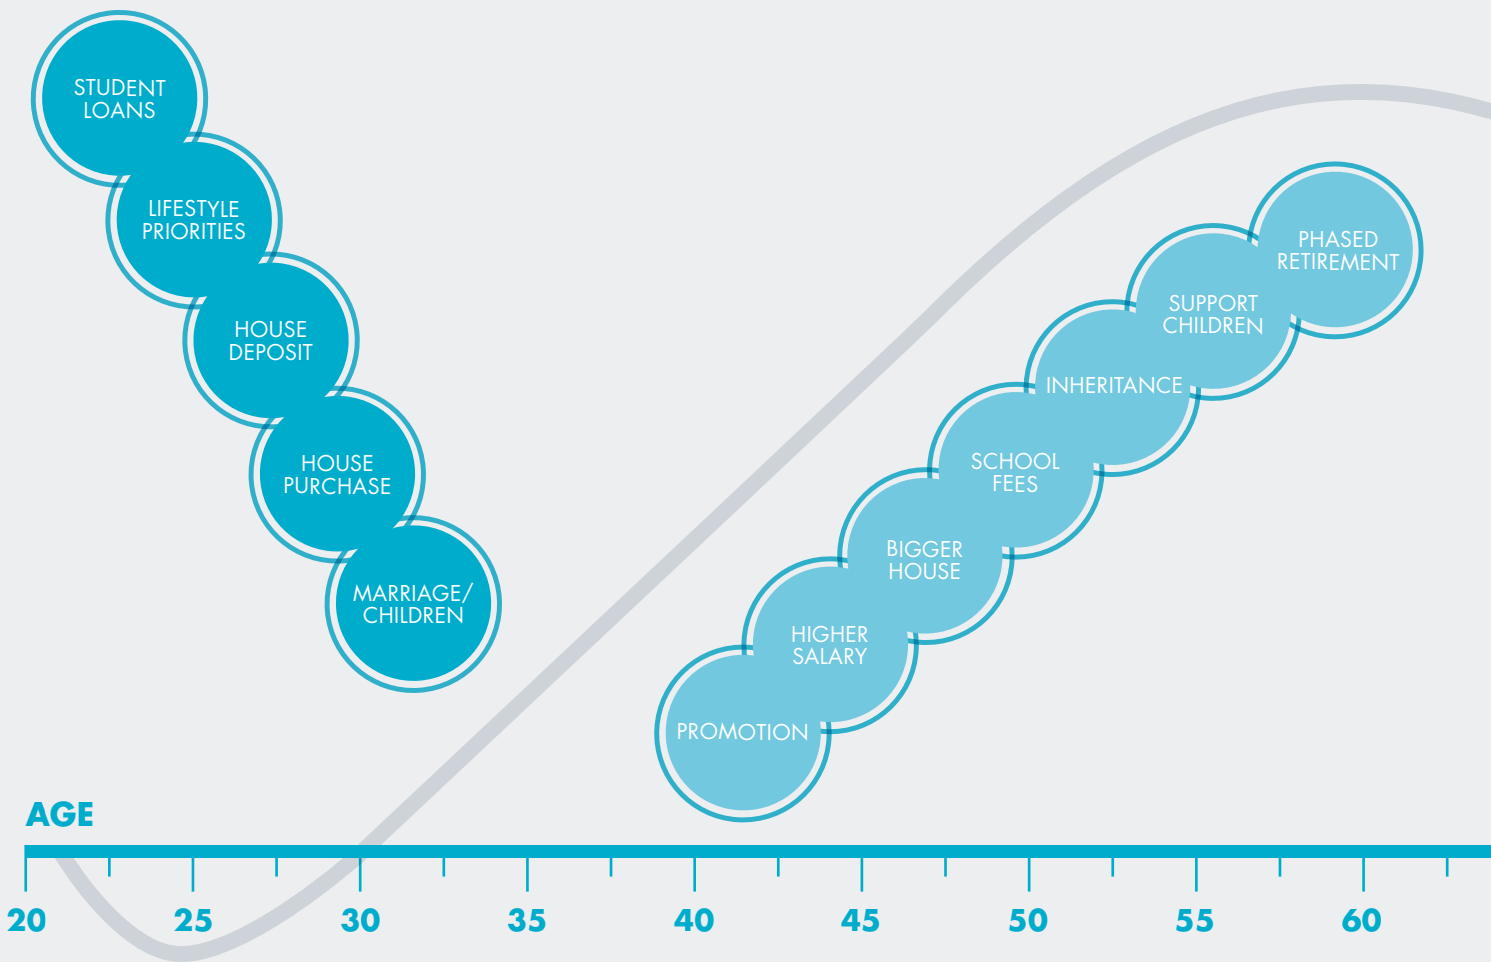 STUDENT
LOANS
LIFESTYLE
PRIORITIES
HOUSE
DEPOSIT
HOUSE
PURCHASE
MARRIAGE/
CHILDREN
PHASED
RETIREMENT
SUPPORT
CHILDREN
INHERITANCE
SCHOOL
FEES
BIGGER
HOUSE
HIGHER
SALARY
PROMOTION
AGE
20 25 30 35 40 45 50 55 60